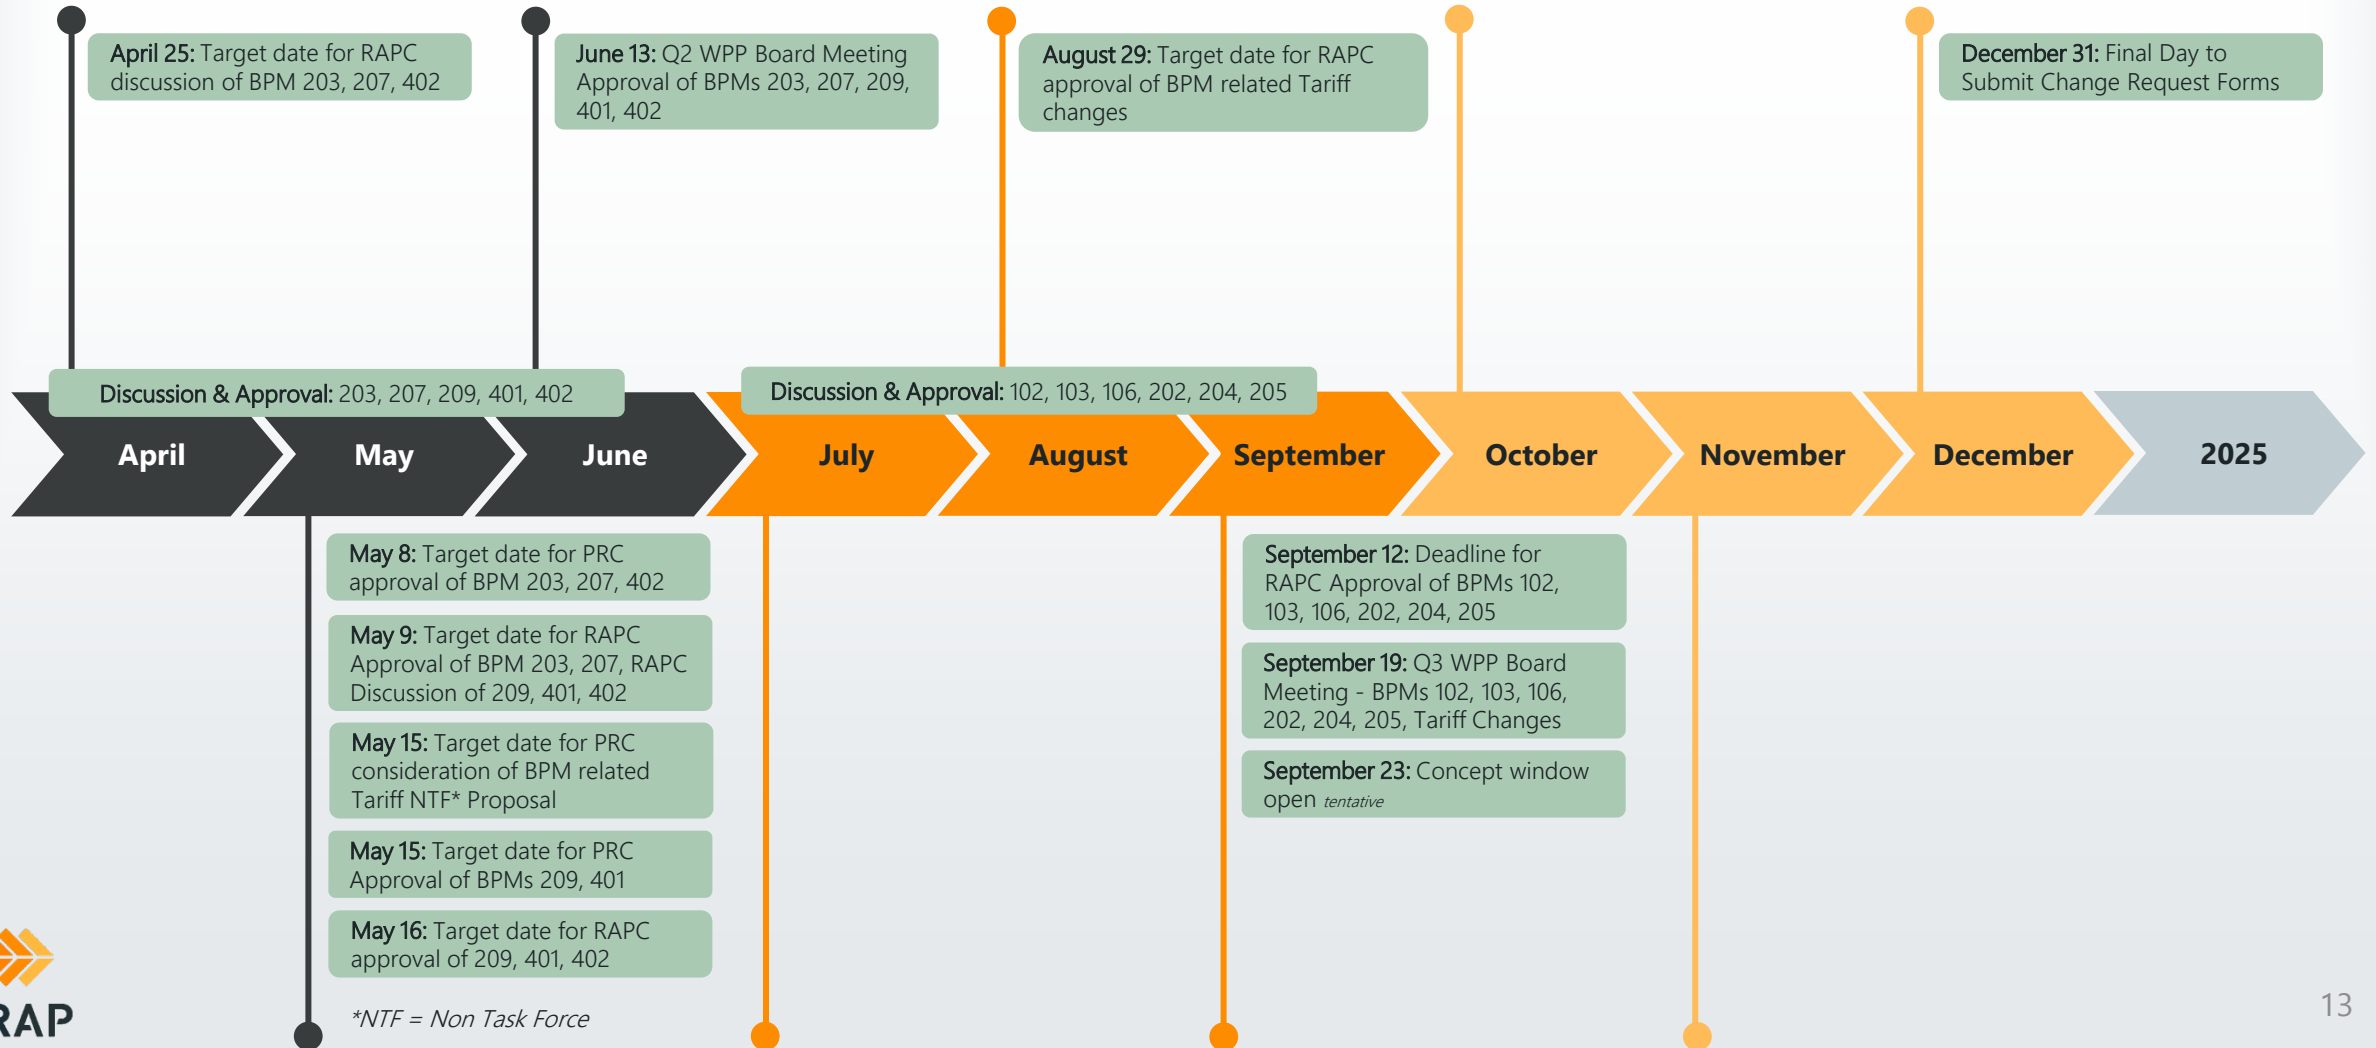 April 25: Target date for RAPC
discussion of BPM 203, 207, 402
June 13: Q2 WPP Board Meeting
Approval of BPMs 203, 207, 209,
401, 402
August 29: Target date for RAPC
approval of BPM related Tariff
changes
December 31: Final Day to
Submit Change Request Forms
Discussion & Approval: 203, 207, 209, 401, 402
Discussion & Approval: 102, 103, 106, 202, 204, 205
April
May
June
July
August
September
October
November
December
2025
May 8: Target date for PRC
approval of BPM 203, 207, 402
May 9: Target date for RAPC
Approval of BPM 203, 207, RAPC
Discussion of 209, 401, 402
May 15: Target date for PRC
consideration of BPM related
Tariff NTF* Proposal
May 15: Target date for PRC
Approval of BPMs 209, 401
May 16: Target date for RAPC
approval of 209, 401, 402
*NTF = Non Task Force
September 12: Deadline for
RAPC Approval of BPMs 102,
103, 106, 202, 204, 205
September 19: Q3 WPP Board
Meeting - BPMs 102, 103, 106,
202, 204, 205, Tariff Changes
September 23: Concept window
open tentative
RAP
13